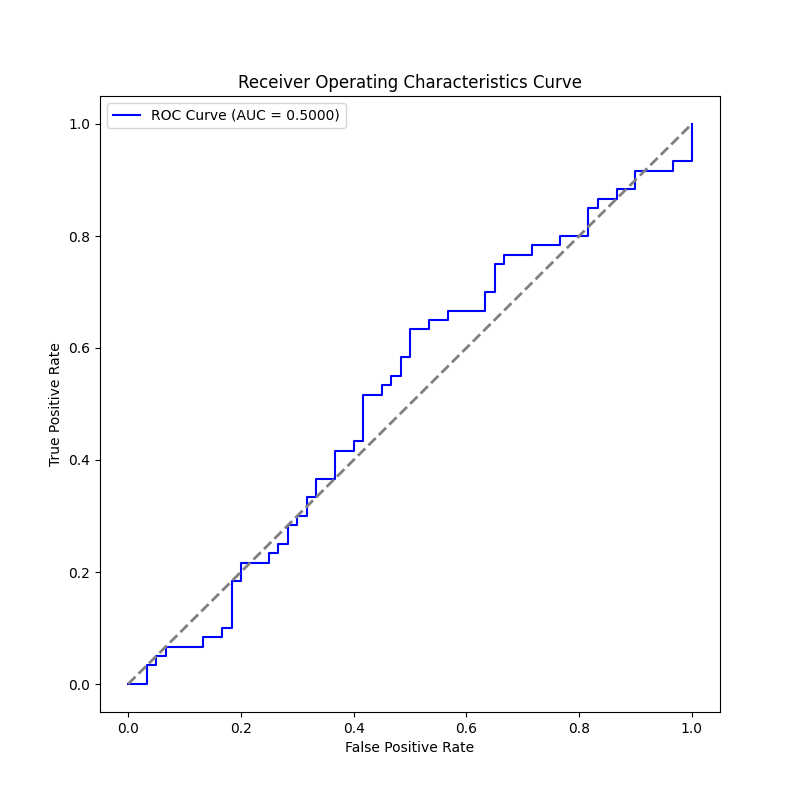 Receiver Operating Characteristics Curve
ROC Curve (AUC = 0.5000)
1.0
0.8
0.6
0.4
0.2
0.0
True Positive Rate
0.0 0.2 0.4 0.6 0.8 1.0
False Positive Rate